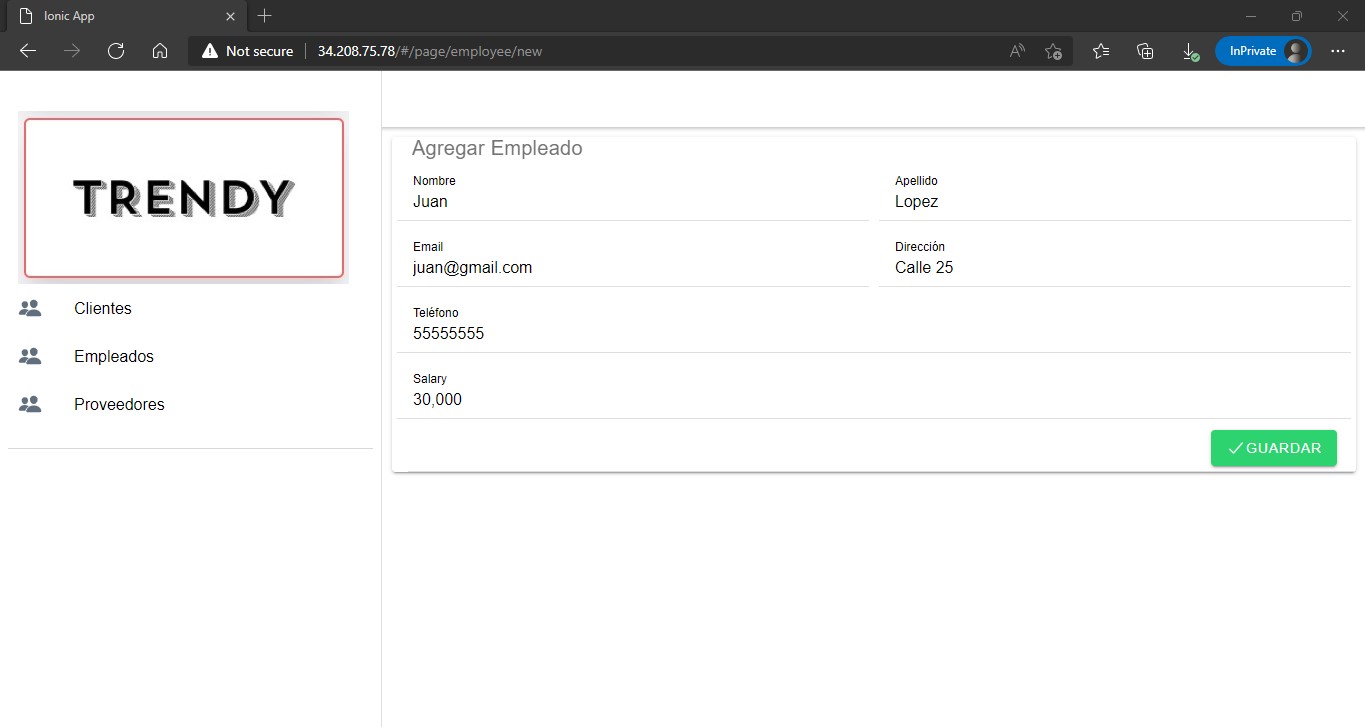 Ionic App
Not secure 34.208.75.78/#/page/employee/new
InPrivate
TRENDY
Clientes
Empleados
Proveedores
Agregar Empleado
Nombre
Juan
Apellido
Lopez
Email
juan@gmail.com
Dirección
Calle 25
Teléfono
55555555
Salary
30,000
GUARDAR